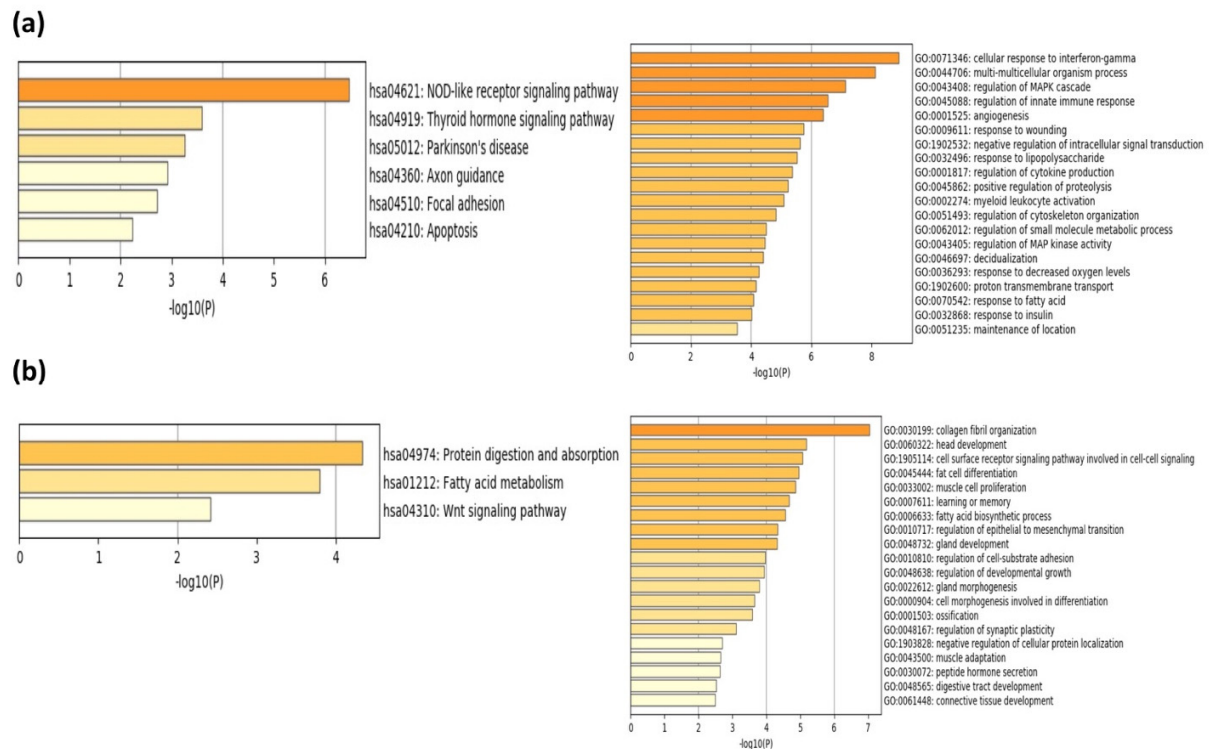 (a)
hsa04621: NOD-like receptor signaling pathway
hsa04919: Thyroid hormone signaling pathway
hsa05012: Parkinson's disease
hsa04360: Axon guidance
hsa04510: Focal adhesion
hsa04210: Apoptosis
0 1 2 3 4 5 6
-log10(P)
GO:0071346: cellular response to interferon-gamma
GO:0044706: multi-multicellular organism process
GO:0043408: regulation of MAPK cascade
GO:0045088: regulation of innate immune response
GO:0001525: angiogenesis
GO:0009611: response to wounding
GO:1902532: negative regulation of intracellular signal transduction
GO:0032496: response to lipopolysaccharide
GO:0001817: regulation of cytokine production
GO:0045862: positive regulation of proteolysis
GO:0002274: myeloid leukocyte activation
GO:0051493: regulation of cytoskeleton organization
GO:0062012: regulation of small molecule metabolic process
GO:0043405: regulation of MAP kinase activity
GO:0046697: decidualization
GO:0036293: response to decreased oxygen levels
GO:1902600: proton transmembrane transport
GO:0070542: response to fatty acid
GO:0032868: response to insulin
GO:0051235: maintenance of location
0 2 4 6 8
-log10(P)
(b)
hsa04974: Protein digestion and absorption
hsa01212: Fatty acid metabolism
hsa04310: Wnt signaling pathway
0 1 2 3 4
-log10(P)
GO:0030199: collagen fibril organization
GO:0060322: head development
GO:1905114: cell surface receptor signaling pathway involved in cell-cell signaling
GO:0045444: fat cell differentiation
GO:0033002: muscle cell proliferation
GO:0007611: learning or memory
GO:0006633: fatty acid biosynthetic process
GO:0010717: regulation of epithelial to mesenchymal transition
GO:0048732: gland development
GO:0010810: regulation of cell-substrate adhesion
GO:0048638: regulation of developmental growth
GO:0022612: gland morphogenesis
GO:0000904: cell morphogenesis involved in differentiation
GO:0001503: ossification
GO:0048167: regulation of synaptic plasticity
GO:1903828: negative regulation of cellular protein localization
GO:0043500: muscle adaptation
GO:0030072: peptide hormone secretion
GO:0048565: digestive tract development
GO:0061448: connective tissue development
0 1 2 3 4 5 6 7
-log10(P)